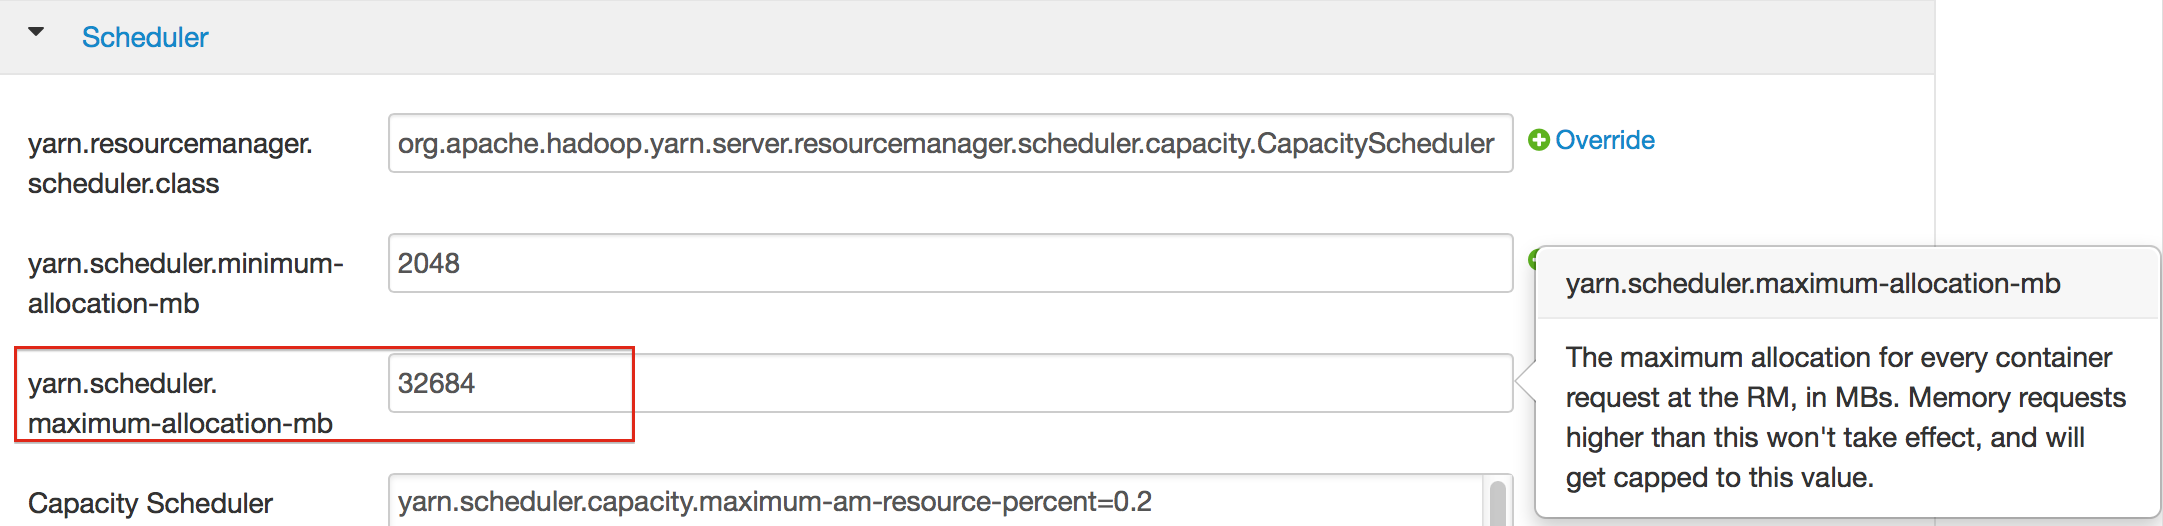 Scheduler
yarn.resourcemanager.
scheduler.class
org.apache.hadoop.yarn.server.resourcemanager.scheduler.capacity.CapacityScheduler
Override
yarn.scheduler.minimum-
allocation-mb
2048
yarn.scheduler.
maximum-allocation-mb
32684
yarn.scheduler.maximum-allocation-mb
The maximum allocation for every container
request at the RM, in MBs. Memory requests
higher than this won't take effect, and will
get capped to this value.
Capacity Scheduler
yarn.scheduler.capacity.maximum-am-resource-percent=0.2